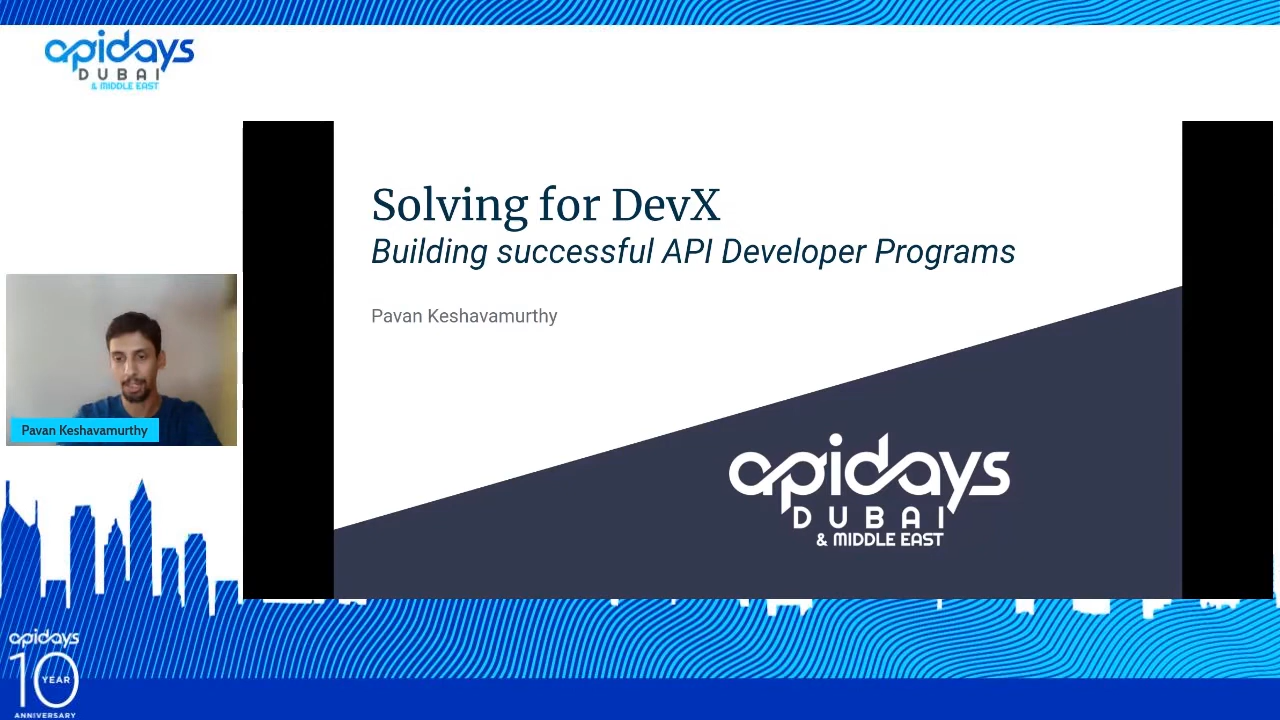 apidays
DUBAI
& MIDDLE EAST
Solving for DevX
Building successful API Developer Programs
Pavan Keshavamurthy
Pavan Keshavamurthy
apidays
DUBAI
& MIDDLE EAST
apidays
10
YEAR
ANNIVERSARY